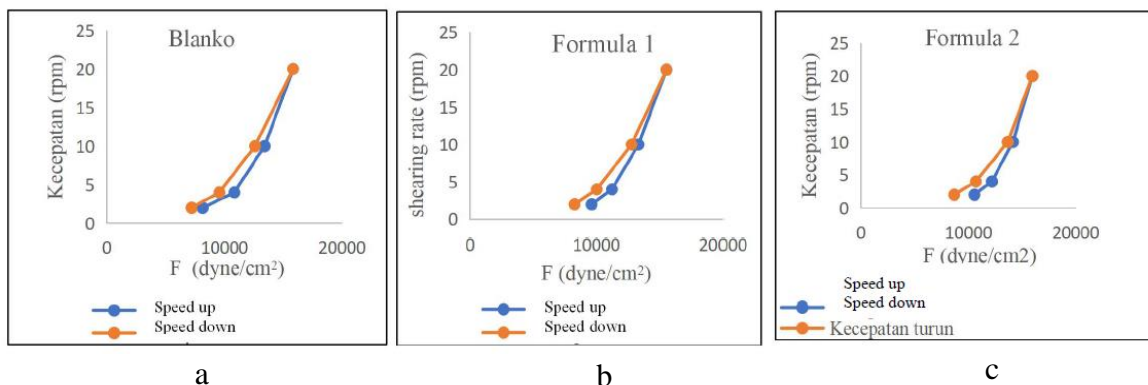 Blanko
Kecepatan (rpm)
25
20
15
10
5
0
0 10000 20000
F (dyne/cm²)
Speed up
Speed down
a
Formula 1
shearing rate (rpm)
25
20
15
10
5
0
0 10000 20000
F (dyne/cm²)
Speed up
Speed down
b
Formula 2
Kecepatan (rpm)
25
20
15
10
5
0
0 10000 20000
F (dyne/cm2)
Speed up
Speed down
Kecepatan turun
c